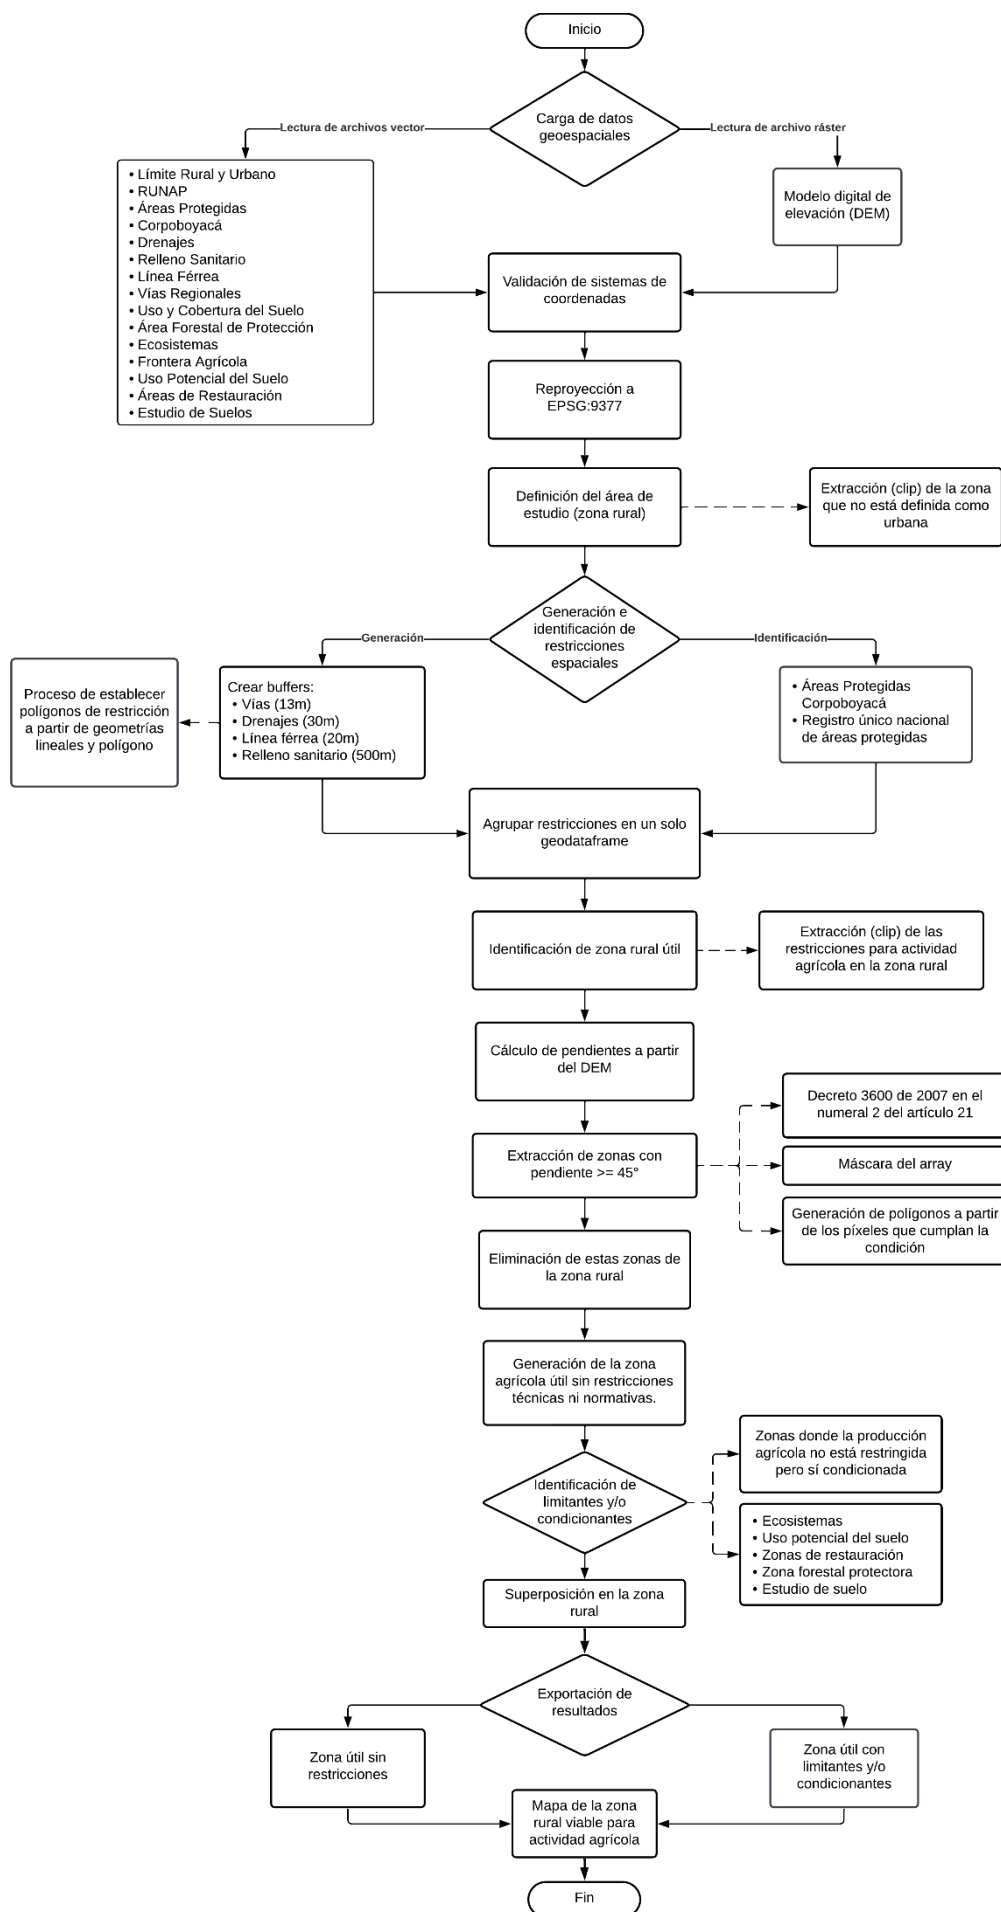 Inicio
Carga de datos
geoespaciales
Lectura de archivos vector
Lectura de archivo ráster
• Límite Rural y Urbano
• RUNAP
• Áreas Protegidas
• Corpoboyacá
• Drenajes
• Relleno Sanitario
• Línea Férrea
• Vías Regionales
• Uso y Cobertura del Suelo
• Área Forestal de Protección
• Ecosistemas
• Frontera Agrícola
• Uso Potencial del Suelo
• Áreas de Restauración
• Estudio de Suelos
Modelo digital de
elevación (DEM)
Validación de sistemas de
coordenadas
Reproyección a
EPSG:9377
Definición del área de
estudio (zona rural)
Extracción (clip) de la zona
que no está definida como
urbana
Generación e
identificación de
restricciones
espaciales
Generación
Identificación
Proceso de establecer
polígonos de restricción
a partir de geometrías
lineales y polígono
Crear buffers:
• Vías (13m)
• Drenajes (30m)
• Línea férrea (20m)
• Relleno sanitario (500m)
• Áreas Protegidas
Corpoboyacá
• Registro único nacional
de áreas protegidas
Agrupar restricciones en un solo
geodataframe
Identificación de zona rural útil
Extracción (clip) de las
restricciones para actividad
agrícola en la zona rural
Cálculo de pendientes a partir
del DEM
Extracción de zonas con
pendiente >= 45°
Decreto 3600 de 2007 en el
numeral 2 del artículo 21
Máscara del array
Generación de polígonos a partir
de los píxeles que cumplan la
condición
Eliminación de estas zonas de
la zona rural
Generación de la zona
agrícola útil sin restricciones
técnicas ni normativas.
Identificación de
limitantes y/o
condicionantes
Zonas donde la producción
agrícola no está restringida
pero sí condicionada
• Ecosistemas
• Uso potencial del suelo
• Zonas de restauración
• Zona forestal protectora
• Estudio de suelo
Superposición en la zona
rural
Exportación de
resultados
Zona útil sin
restricciones
Zona útil con
limitantes y/o
condicionantes
Mapa de la zona
rural viable para
actividad agrícola
Fin